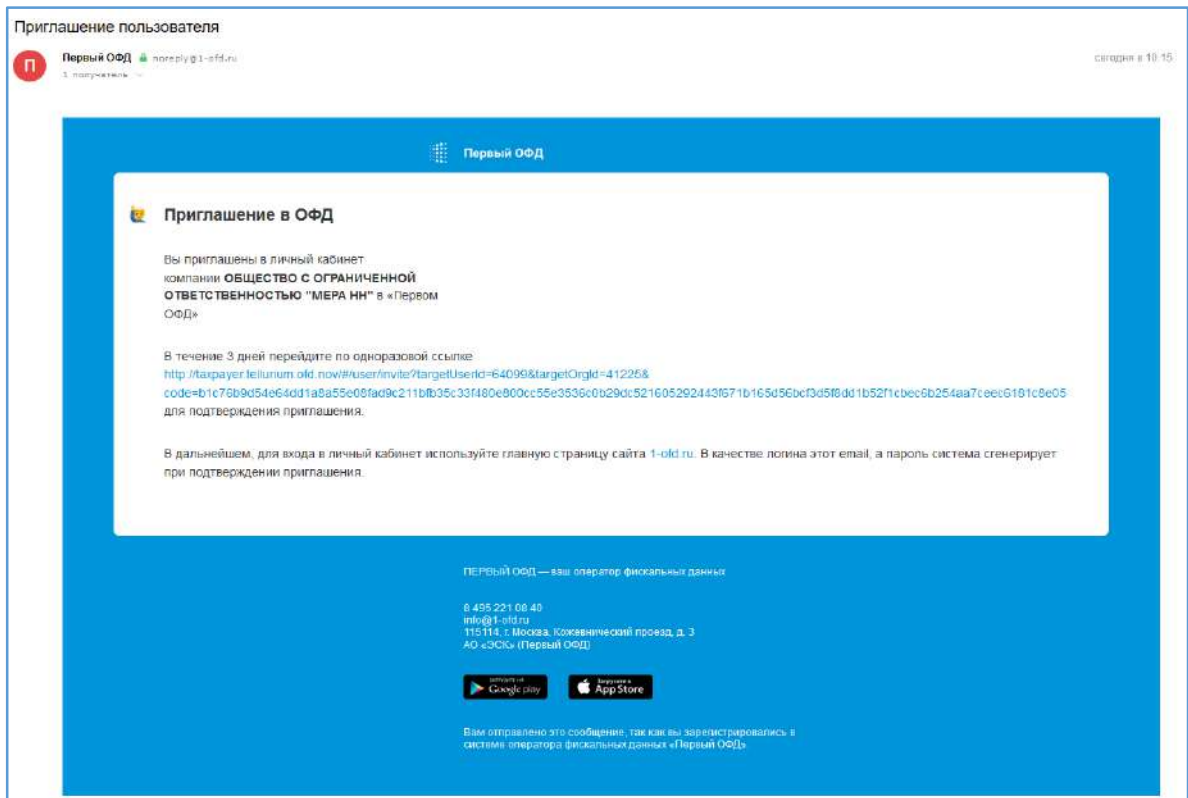 Приглашение пользователя
П
Первый ОФД noreply@1-ofd.ru
сегодня в 10:15
1 получатель
Первый ОФД
Приглашение в ОФД
Вы приглашены в личный кабинет
компании ОБЩЕСТВО С ОГРАНИЧЕННОЙ
ОТВЕТСТВЕННОСТЬЮ "МЕРА НН" в «Первом
ОФД»
В течение 3 дней перейдите по одноразовой ссылке
http://taxpayer.tellurium.ofd.nov/#/user/invite?targetUserId=64099&targetOrgId=41225&
для подтверждения приглашения.
В дальнейшем, для входа в личный кабинет используйте главную страницу сайта 1-ofd.ru. В качестве логина этот email, а пароль система сгенерирует
при подтверждении приглашения.
ПЕРВЫЙ ОФД — ваш оператор фискальных данных
8 495 221 08 40
info@1-ofd.ru
115114, г. Москва, Кожевнический проезд, д. 3
АО «ЭСК» (Первый ОФД)
Google play
Загрузите в
App Store
Вам отправлено это сообщение, так как вы зарегистрировались в
системе оператора фискальных данных «Первый ОФД»